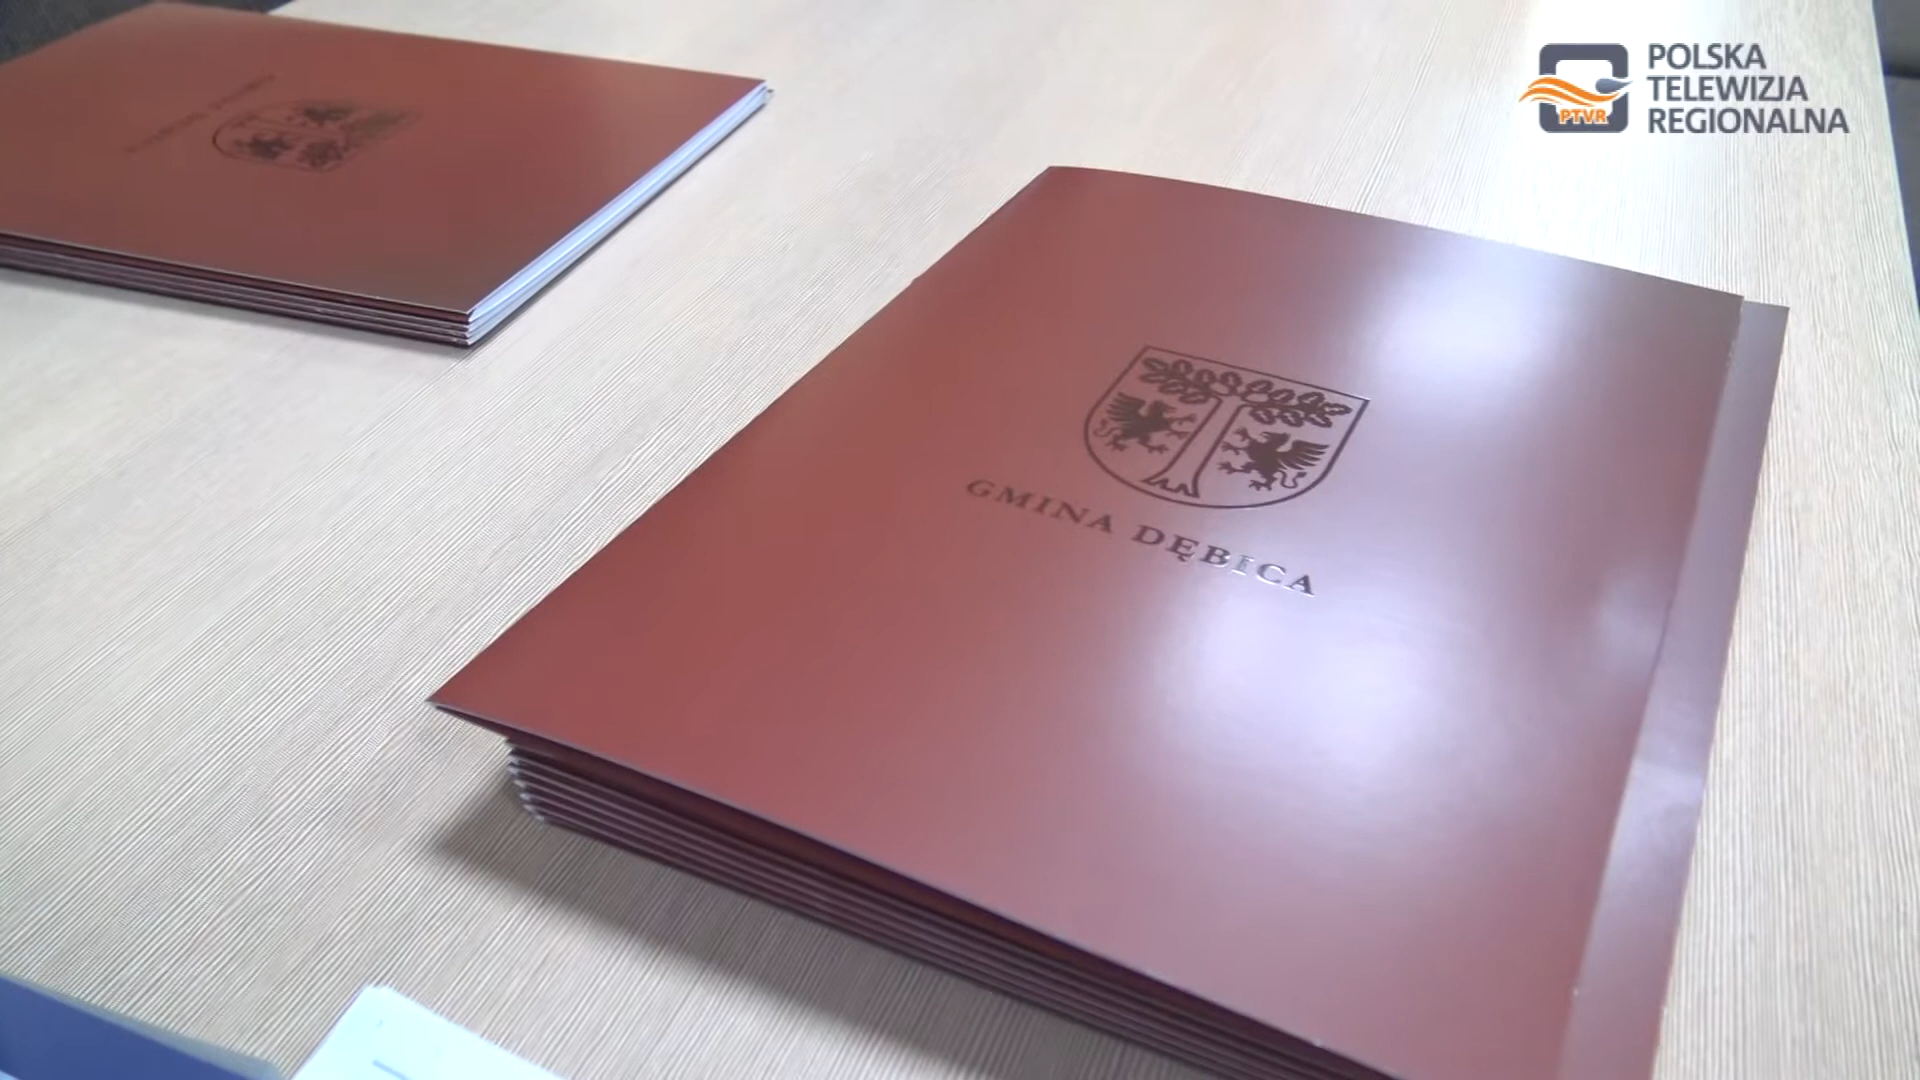 POLSKA
TELEWIZJA
REGIONALNA
PTVR
GMINA DĘBICA